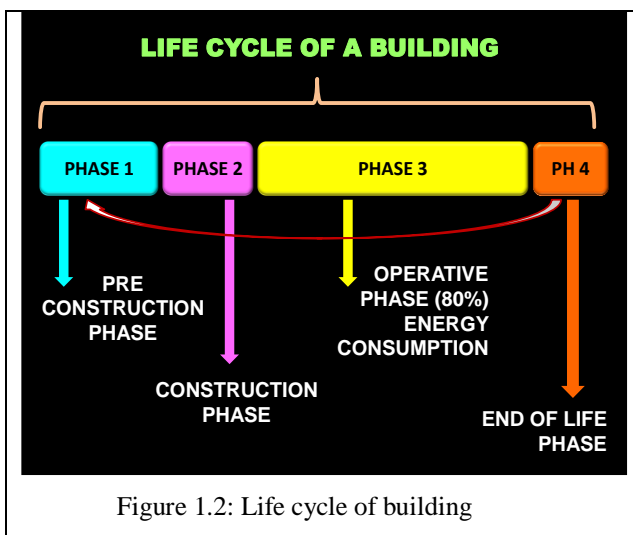 LIFE CYCLE OF A BUILDING
PHASE 1
PHASE 2
PHASE 3
PH 4
PRE
CONSTRUCTION
PHASE
CONSTRUCTION
PHASE
OPERATIVE
PHASE (80%)
ENERGY
CONSUMPTION
END OF LIFE
PHASE
Figure 1.2: Life cycle of building